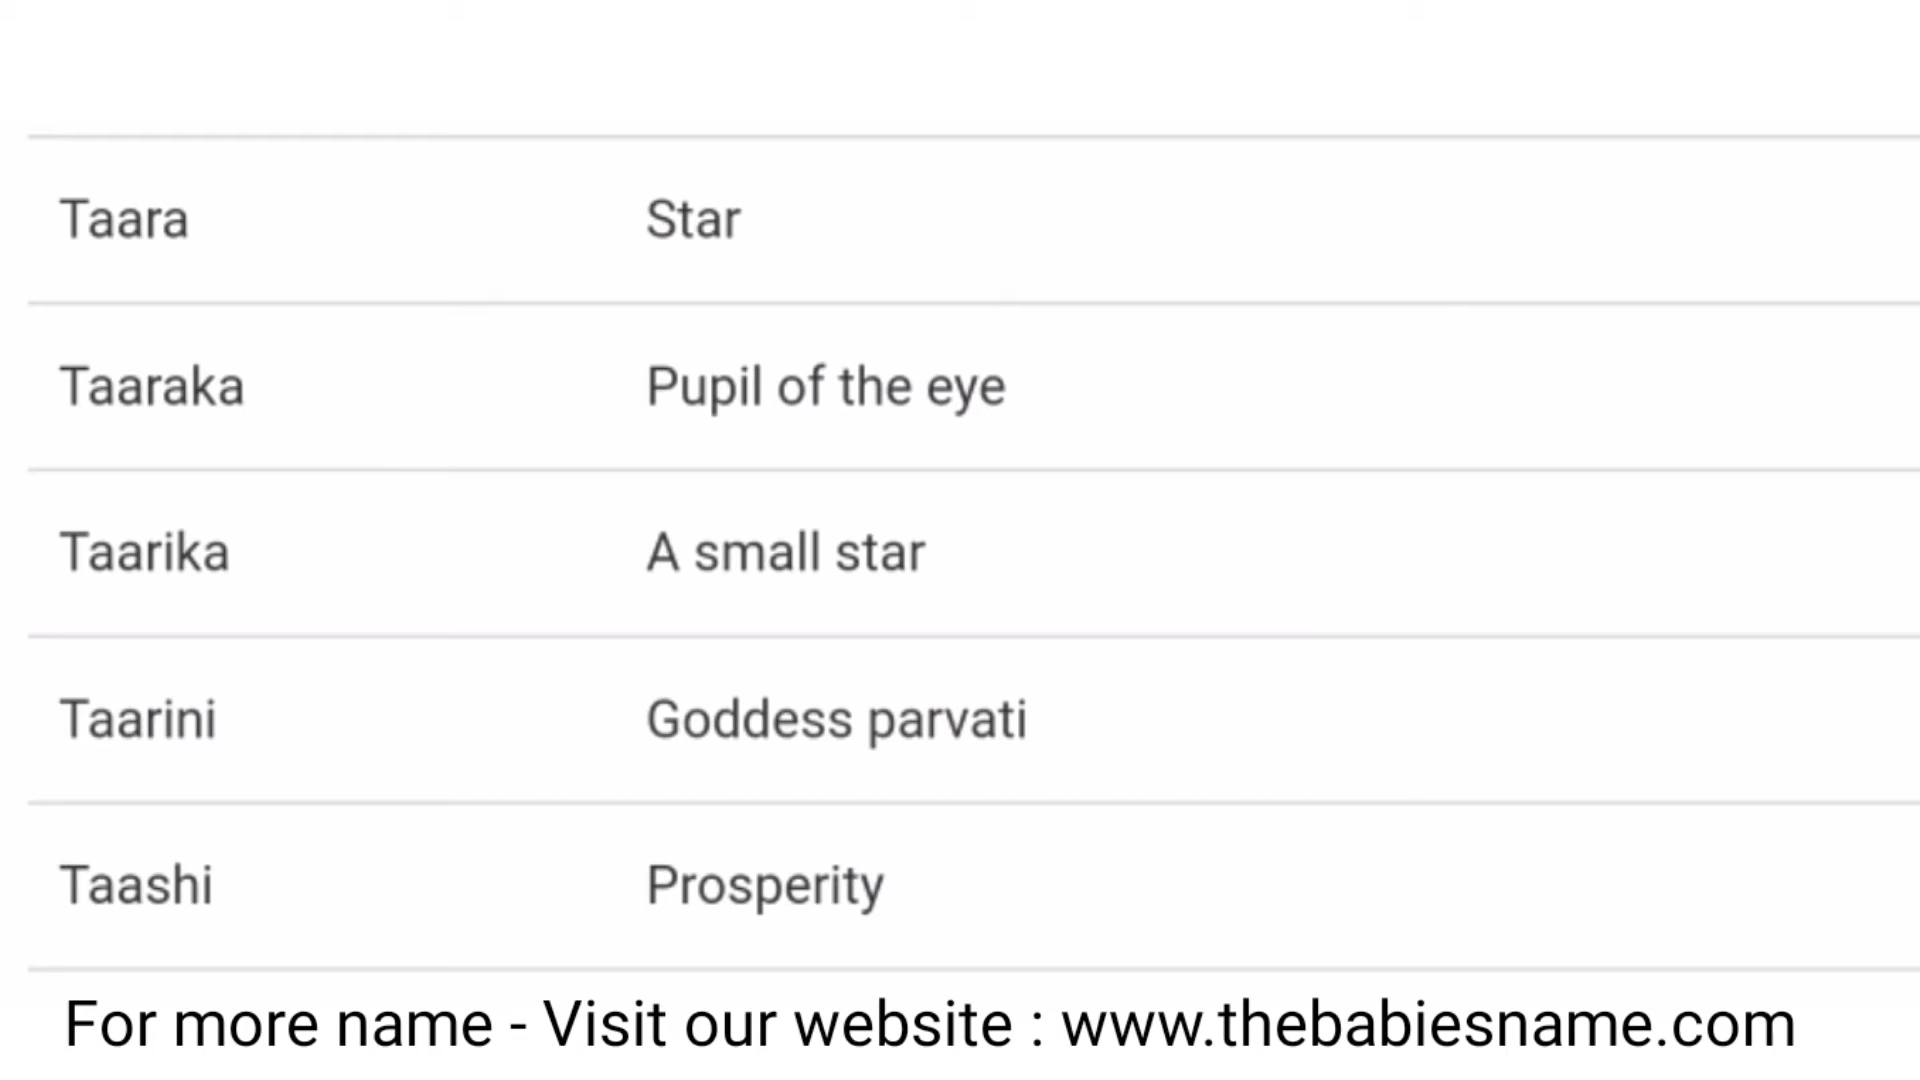 Taara Star
Taaraka Pupil of the eye
Taarika A small star
Taarini Goddess parvati
Taashi Prosperity
For more name - Visit our website : www.thebabiesname.com